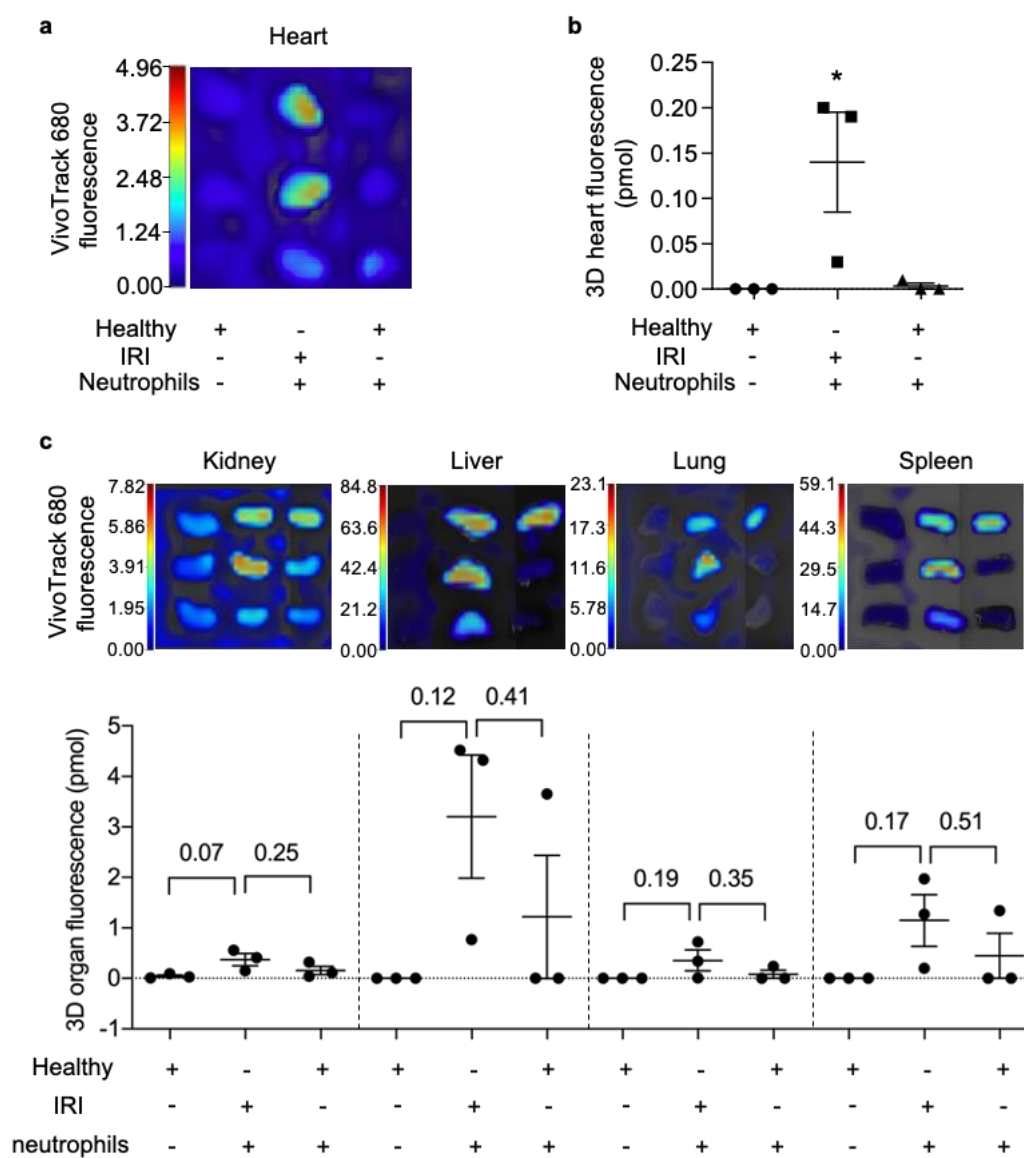 a
Heart
VivoTrack 680
fluorescence
4.96
3.72
2.48
1.24
0.00
Healthy + - +
IRI - + -
Neutrophils - + +
b
3D heart fluorescence
(pmol)
0.25
0.20
0.15
0.10
0.05
0.00
*
Healthy + - +
IRI - + -
Neutrophils - + +
c
Kidney Liver Lung Spleen
VivoTrack 680
fluorescence
7.82
5.86
3.91
1.95
0.00
84.8
63.6
42.4
21.2
0.00
23.1
17.3
11.6
5.78
0.00
59.1
44.3
29.5
14.7
0.00
3D organ fluorescence (pmol)
5
4
3
2
1
0
-1
0.07 0.25
0.12 0.41
0.19 0.35
0.17 0.51
Healthy + - + + - + + - + + - +
IRI - + - - + - - + - - + -
neutrophils - + + - + + - + + - + +